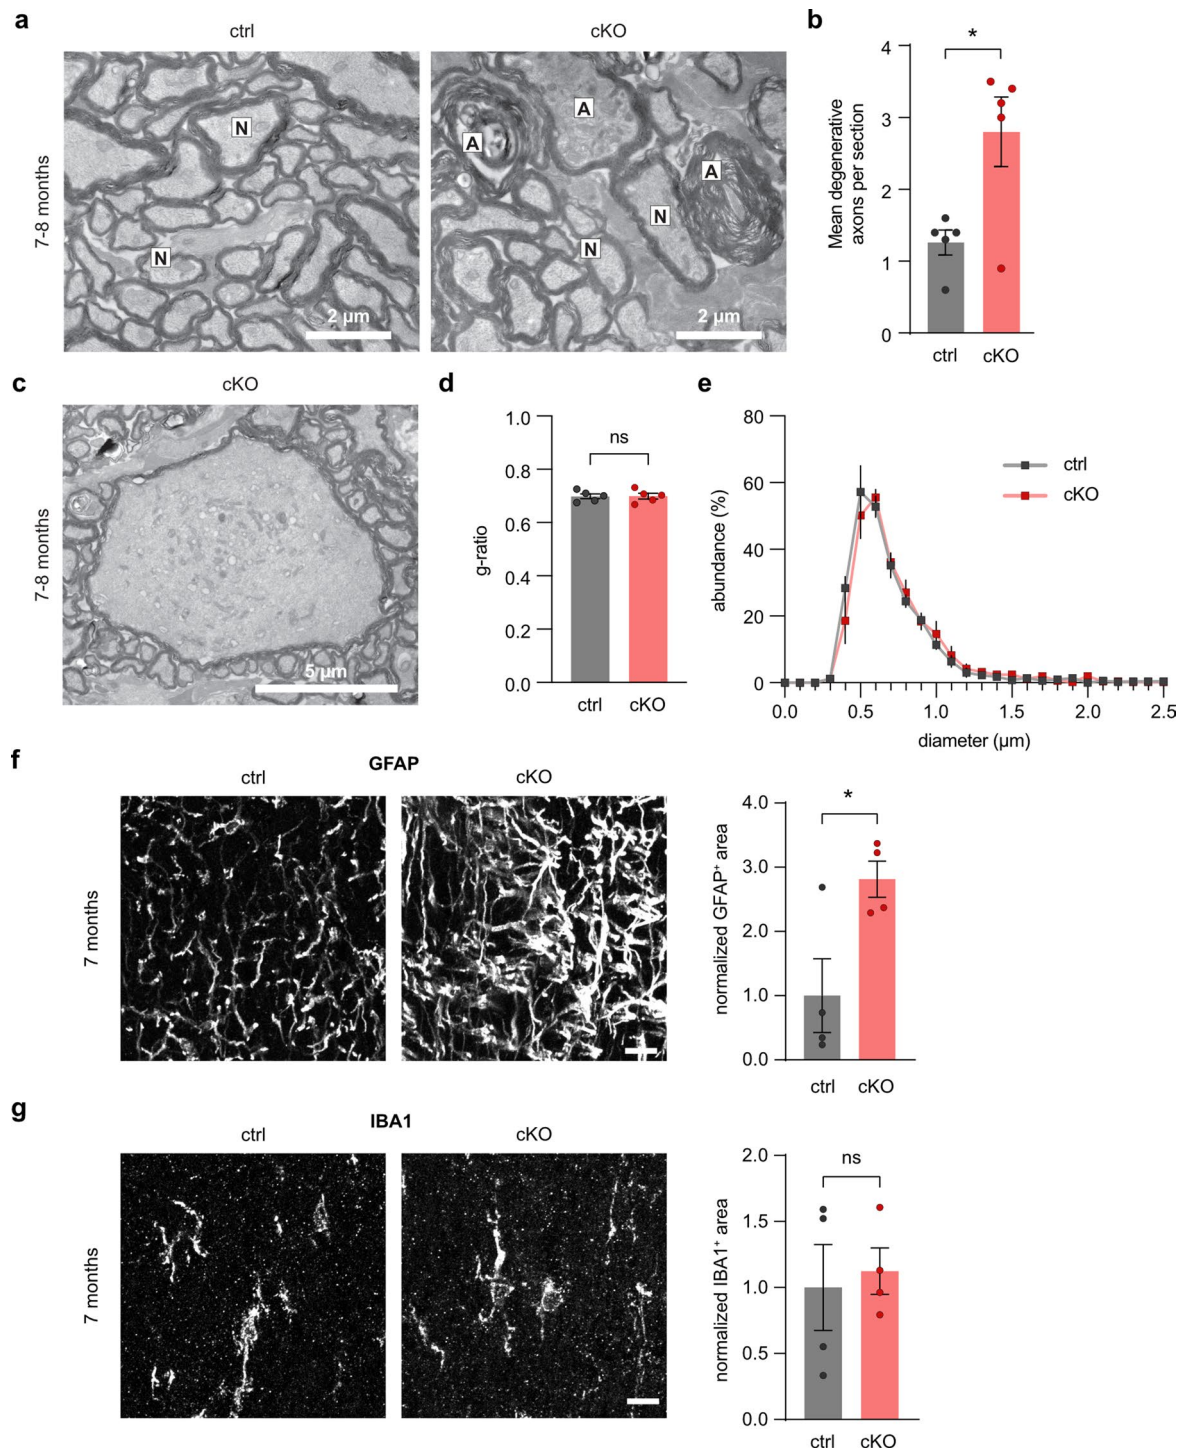 a
ctrl
cKO
7-8 months
N
N
2 µm
A
A
A
N
N
2 µm
b
*
Mean degenerative
axons per section
4
3
2
1
0
ctrl
cKO
c
cKO
7-8 months
5 µm
d
ns
g-ratio
1.0
0.8
0.6
0.4
0.2
0.0
ctrl
cKO
e
abundance (%)
80
60
40
20
0
ctrl
cKO
0.0
0.5
1.0
1.5
2.0
2.5
diameter (µm)
f
GFAP
ctrl
cKO
7 months
*
normalized GFAP⁺ area
4.0
3.0
2.0
1.0
0.0
ctrl
cKO
g
IBA1
ctrl
cKO
7 months
ns
normalized IBA1⁺ area
2.0
1.5
1.0
0.5
0.0
ctrl
cKO